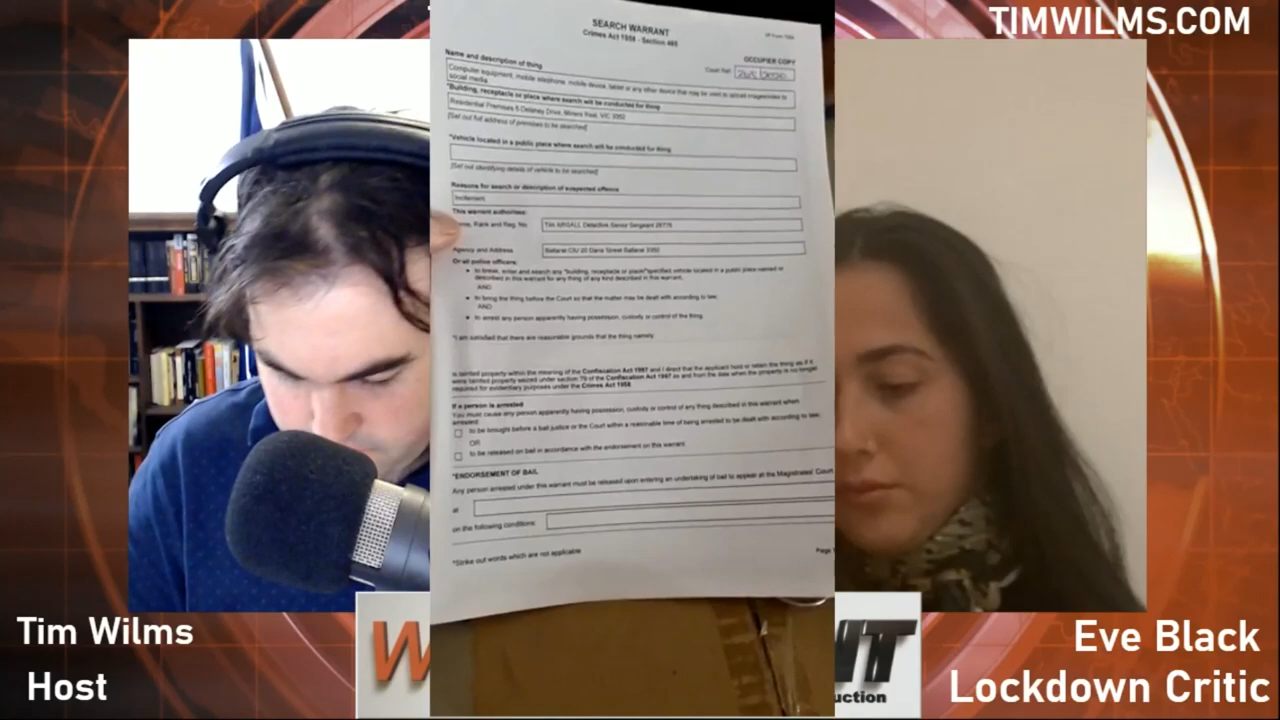 TIMWILMS.COM
SEARCH WARRANT
Crimes Act 1958 - Section 465
OCCUPIER COPY
Name and description of thing
Court Ref:
Computer equipment, mobile telephone, mobile device, tablet or any other device that may be used to upload images/video to
social media.
*Building, receptacle or place where search will be conducted for thing
Residential Premises 6 Delaney Drive, Miners Rest, VIC 3352
[Set out full address of premises to be searched]
*Vehicle located in a public place where search will be conducted for thing
[Set out identifying details of vehicle to be searched]
Reasons for search or description of suspected offence
Incitement.
This warrant authorises:
Rank and Reg. No.
Detective Senior Sergeant
Agency and Address
Ballarat CIU 20 Dana Street Ballarat 3350
Or all police officers:
• to break, enter and search any *building, receptacle or place/*specified vehicle located in a public place named or
described in this warrant for any thing of any kind described in this warrant;
AND
• to bring the thing before the Court so that the matter may be dealt with according to law;
AND
• to arrest any person apparently having possession, custody or control of the thing.
*I am satisfied that there are reasonable grounds that the thing namely
is tainted property within the meaning of the Confiscation Act 1997 and I direct that the applicant hold or retain the thing as if it
were tainted property seized under section 79 of the Confiscation Act 1997 as and from the date when the property is no longer
required for evidentiary purposes under the Crimes Act 1958.
If a person is arrested
You must cause any person apparently having possession, custody or control of any thing described in this warrant when
arrested:
to be brought before a bail justice or the Court within a reasonable time of being arrested to be dealt with according to law;
OR
to be released on bail in accordance with the endorsement on this warrant
*ENDORSEMENT OF BAIL
Any person arrested under this warrant must be released upon entering an undertaking of bail to appear at the Magistrates' Court
at
on the following conditions:
*Strike out words which are not applicable
Page
Tim Wilms
Host
W
NT
uction
Eve Black
Lockdown Critic